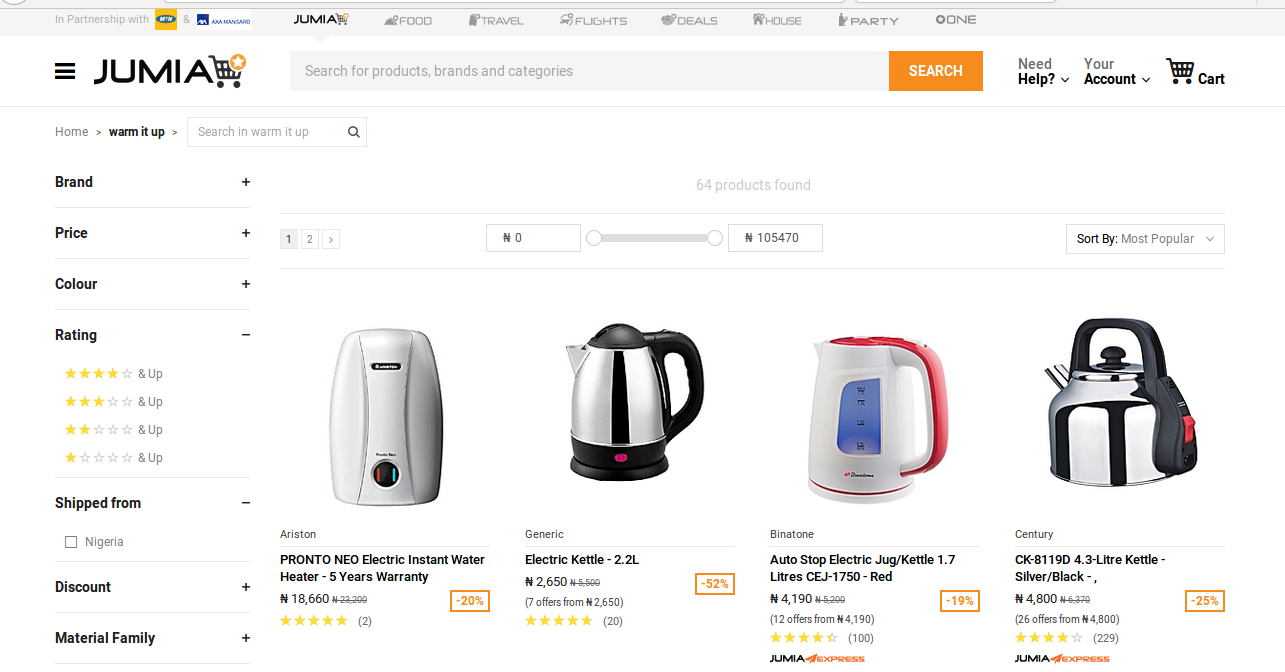 In Partnership with MTN & AXA MANSARD
JUMIA FOOD TRAVEL FLIGHTS DEALS HOUSE PARTY ONE
JUMIA
Search for products, brands and categories
SEARCH
Need
Help?
Your
Account
Cart
Home > warm it up > Search in warm it up
Brand +
Price +
Colour +
Rating −
& Up
& Up
& Up
& Up
Shipped from −
Nigeria
Discount +
Material Family +
64 products found
1 2 >
₦ 0
₦ 105470
Sort By: Most Popular
ARISTON
Pronto Neo
Ariston
PRONTO NEO Electric Instant Water
Heater - 5 Years Warranty
₦ 18,660 ₦ 23,200
-20%
(2)
Generic
Electric Kettle - 2.2L
₦ 2,650 ₦ 5,500
-52%
(7 offers from ₦ 2,650)
(20)
Binatone
Binatone
Auto Stop Electric Jug/Kettle 1.7
Litres CEJ-1750 - Red
₦ 4,190 ₦ 5,200
-19%
(12 offers from ₦ 4,190)
(100)
JUMIA EXPRESS
Century
CK-8119D 4.3-Litre Kettle -
Silver/Black - ,
₦ 4,800 ₦ 6,370
-25%
(26 offers from ₦ 4,800)
(229)
JUMIA EXPRESS